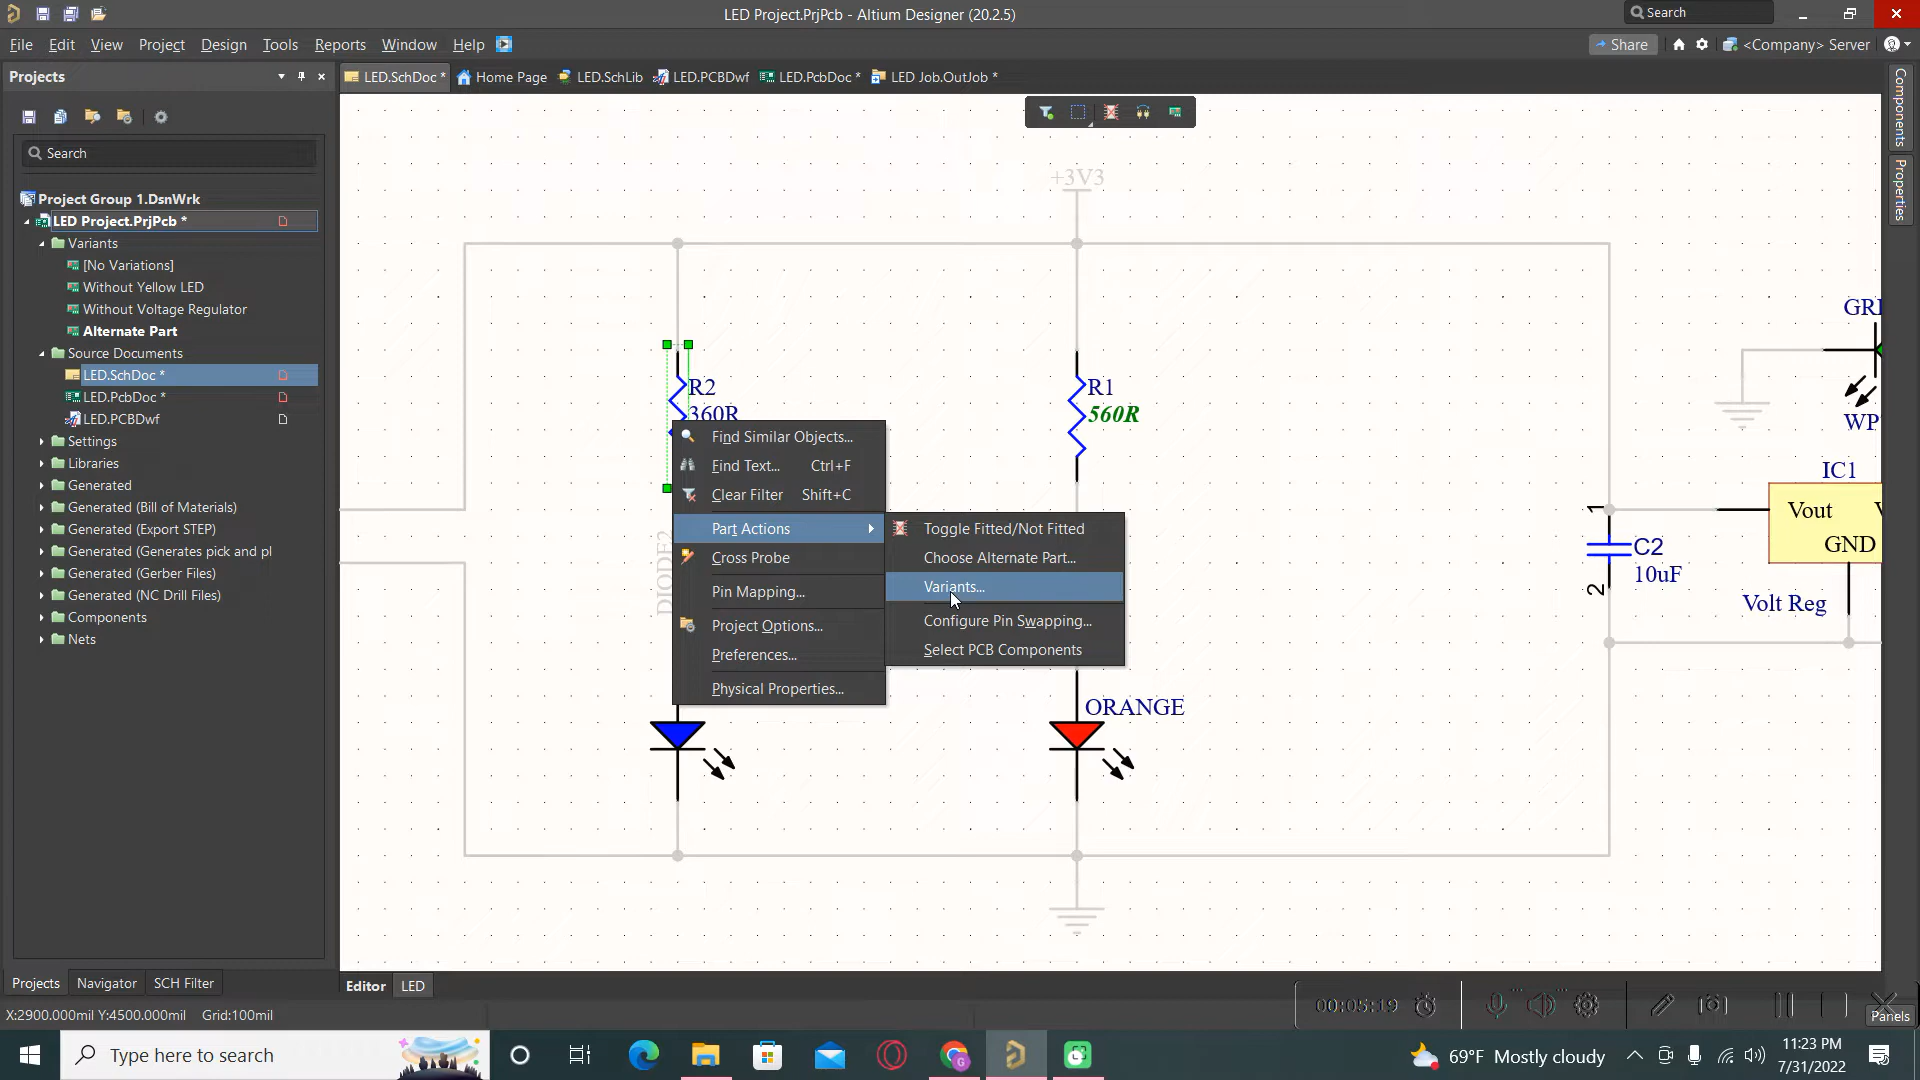 LED Project.PrjPcb - Altium Designer (20.2.5)
Search
File Edit View Project Design Tools Reports Window Help
Share
<Company> Server
Projects
LED.SchDoc *
Home Page
LED.SchLib
LED.PCBDwf
LED.PcbDoc *
LED Job.OutJob *
Search
Project Group 1.DsnWrk
LED Project.PrjPcb *
Variants
[No Variations]
Without Yellow LED
Without Voltage Regulator
Alternate Part
Source Documents
LED.SchDoc *
LED.PcbDoc *
LED.PCBDwf
Settings
Libraries
Generated
Generated (Bill of Materials)
Generated (Export STEP)
Generated (Generates pick and pl
Generated (Gerber Files)
Generated (NC Drill Files)
Components
Nets
Projects Navigator SCH Filter
+3V3
R2
360R
R1
560R
DIODE2
Find Similar Objects...
Find Text... Ctrl+F
Clear Filter Shift+C
Part Actions
Cross Probe
Pin Mapping...
Project Options...
Preferences...
Physical Properties...
Toggle Fitted/Not Fitted
Choose Alternate Part...
Variants...
Configure Pin Swapping...
Select PCB Components
ORANGE
GRE
WP
IC1
Vout
V
GND
Volt Reg
1
C2
10uF
2
Components
Properties
Editor LED
X:2900.000mil Y:4500.000mil Grid:100mil
00:05:19
Panels
Type here to search
69°F Mostly cloudy
11:23 PM
7/31/2022